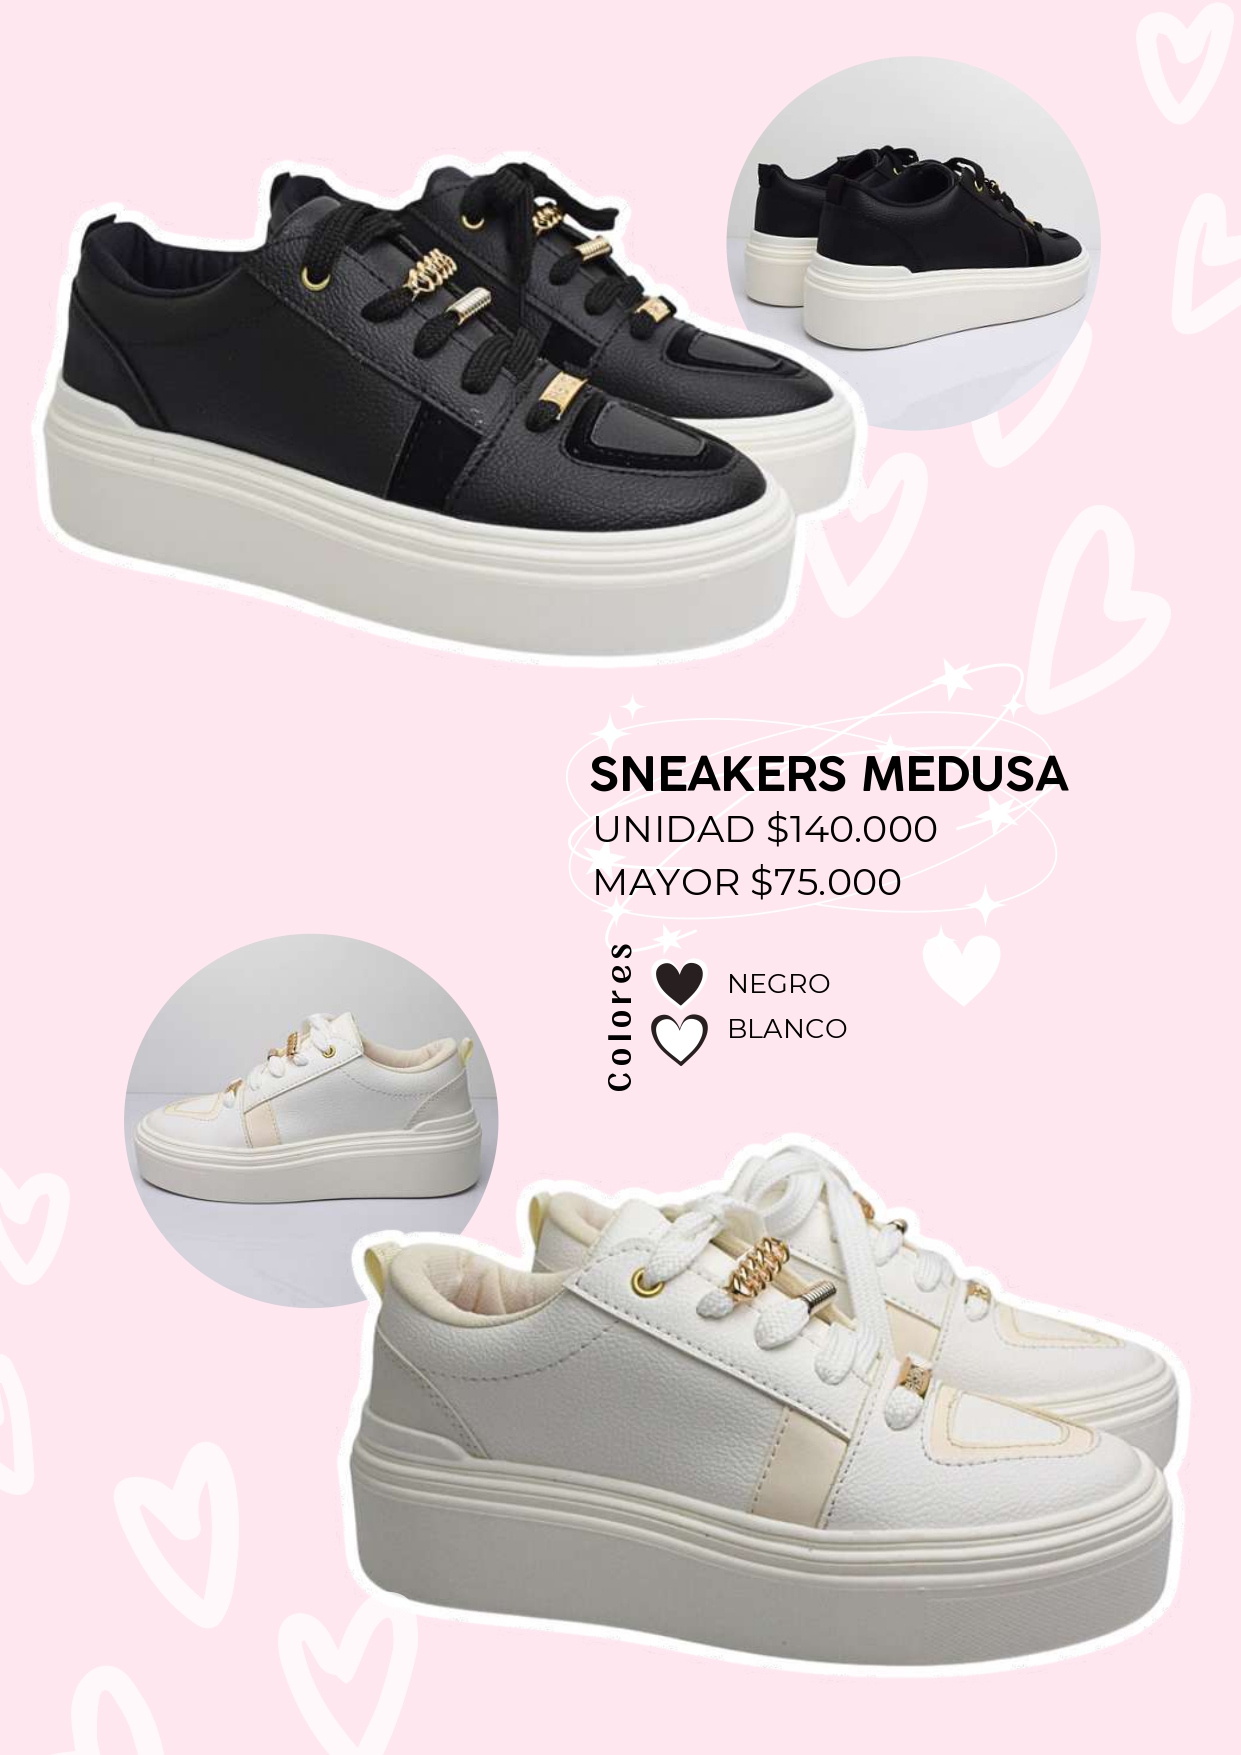 SNEAKERS MEDUSA
UNIDAD $140.000
MAYOR $75.000
Colores
NEGRO
BLANCO